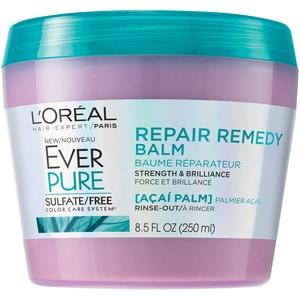 L'ORÉAL
HAIR EXPERT/PARIS
NEW/NOUVEAU
EVER
PURE
SULFATE/FREE
COLOR CARE SYSTEM*
REPAIR REMEDY
BALM
BAUME RÉPARATEUR
STRENGTH & BRILLIANCE
FORCE ET BRILLANCE
[AÇAÍ PALM] PALMIER AÇAÍ
RINSE-OUT/À RINCER
8.5 FL OZ (250 ml)